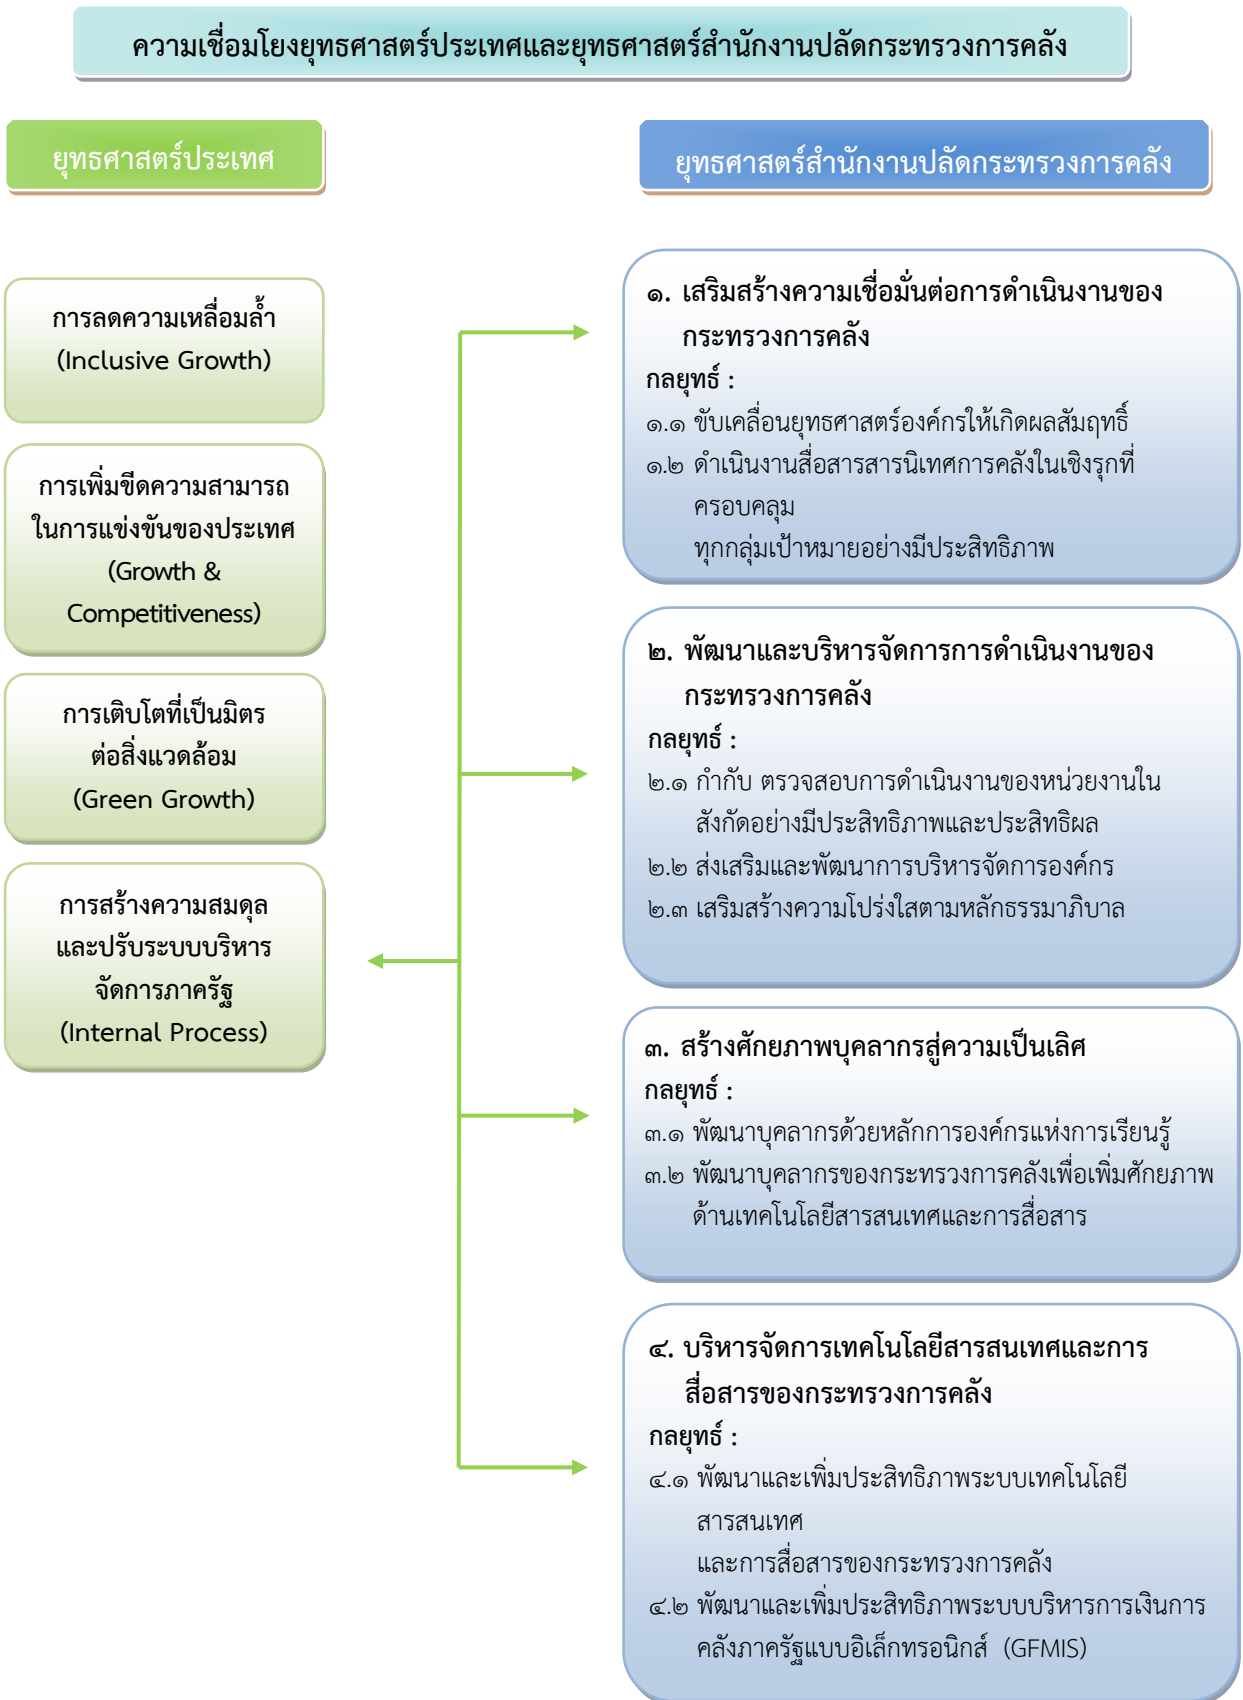 ความเชื่อมโยงยุทธศาสตร์ประเทศและยุทธศาสตร์สำนักงานปลัดกระทรวงการคลัง
ยุทธศาสตร์ประเทศ
การลดความเหลื่อมล้ำ
(Inclusive Growth)
การเพิ่มขีดความสามารถ
ในการแข่งขันของประเทศ
(Growth &
Competitiveness)
การเติบโตที่เป็นมิตร
ต่อสิ่งแวดล้อม
(Green Growth)
การสร้างความสมดุล
และปรับระบบบริหาร
จัดการภาครัฐ
(Internal Process)
ยุทธศาสตร์สำนักงานปลัดกระทรวงการคลัง
๑. เสริมสร้างความเชื่อมั่นต่อการดำเนินงานของ
กระทรวงการคลัง
กลยุทธ์ :
๑.๑ ขับเคลื่อนยุทธศาสตร์องค์กรให้เกิดผลสัมฤทธิ์
๑.๒ ดำเนินงานสื่อสารสารนิเทศการคลังในเชิงรุกที่
ครอบคลุม
ทุกกลุ่มเป้าหมายอย่างมีประสิทธิภาพ
๒. พัฒนาและบริหารจัดการการดำเนินงานของ
กระทรวงการคลัง
กลยุทธ์ :
๒.๑ กำกับ ตรวจสอบการดำเนินงานของหน่วยงานใน
สังกัดอย่างมีประสิทธิภาพและประสิทธิผล
๒.๒ ส่งเสริมและพัฒนาการบริหารจัดการองค์กร
๒.๓ เสริมสร้างความโปร่งใสตามหลักธรรมาภิบาล
๓. สร้างศักยภาพบุคลากรสู่ความเป็นเลิศ
กลยุทธ์ :
๓.๑ พัฒนาบุคลากรด้วยหลักการองค์กรแห่งการเรียนรู้
๓.๒ พัฒนาบุคลากรของกระทรวงการคลังเพื่อเพิ่มศักยภาพ
ด้านเทคโนโลยีสารสนเทศและการสื่อสาร
๔. บริหารจัดการเทคโนโลยีสารสนเทศและการ
สื่อสารของกระทรวงการคลัง
กลยุทธ์ :
๔.๑ พัฒนาและเพิ่มประสิทธิภาพระบบเทคโนโลยี
สารสนเทศ
และการสื่อสารของกระทรวงการคลัง
๔.๒ พัฒนาและเพิ่มประสิทธิภาพระบบบริหารการเงินการ
คลังภาครัฐแบบอิเล็กทรอนิกส์ (GFMIS)